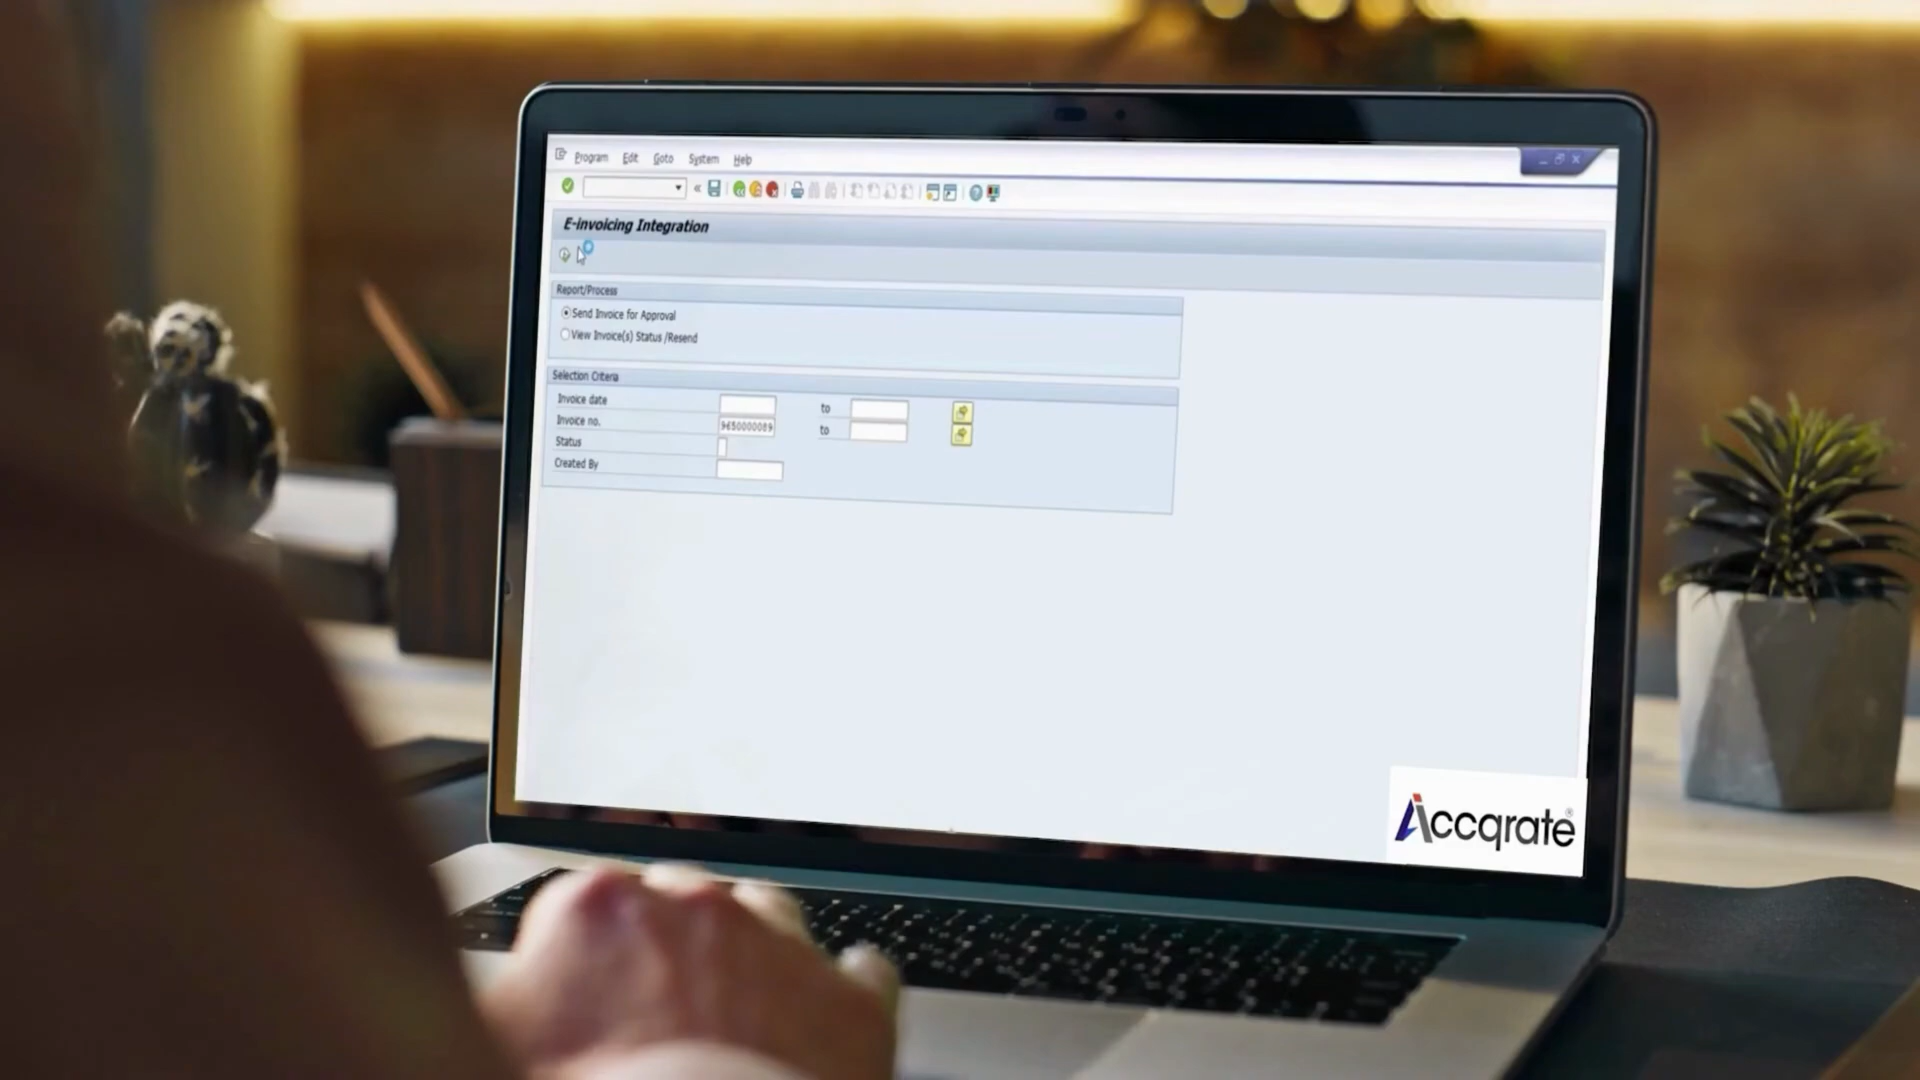 Program Edit Goto System Help
E-invoicing Integration
Report/Process
Send Invoice for Approval
View Invoice(s) Status /Resend
Selection Criteria
Invoice date to
Invoice no. 9650000089 to
Status
Created By
Accqrate®